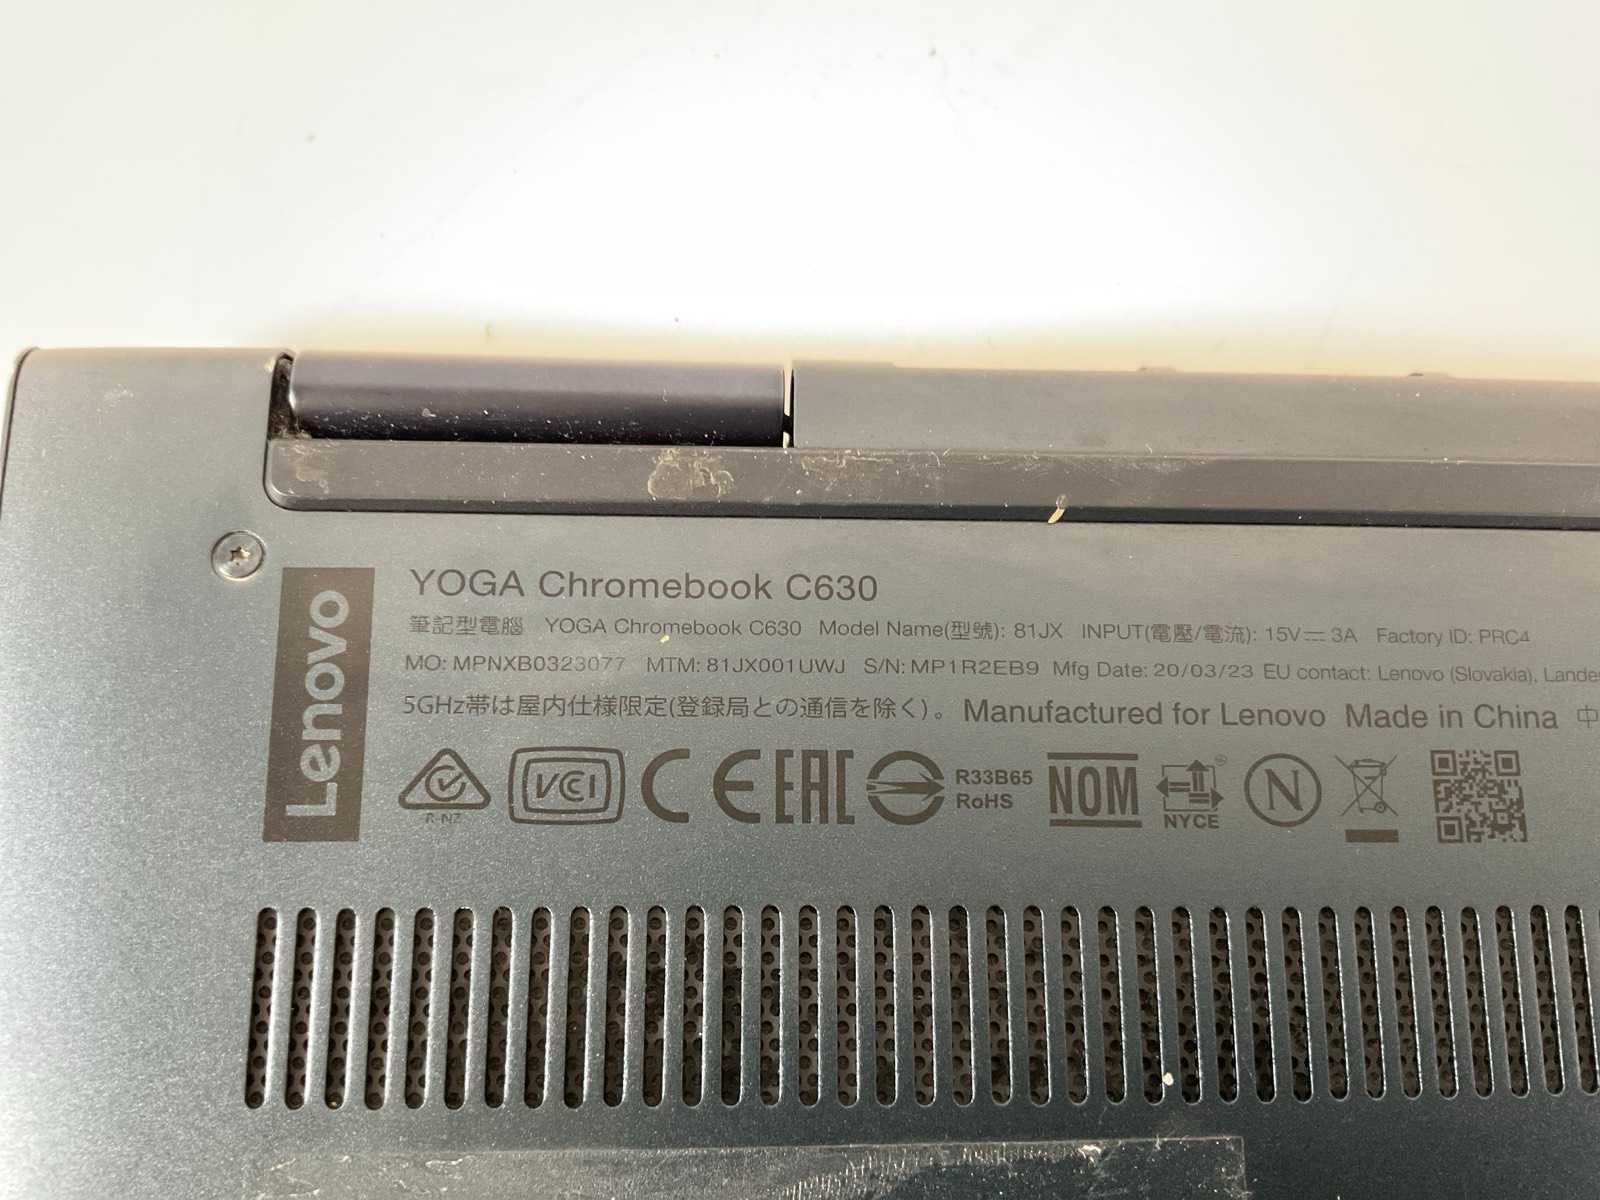 Lenovo
YOGA Chromebook C630
筆記型電腦 YOGA Chromebook C630 Model Name(型號): 81JX INPUT(電壓/電流): 15V⎓ 3A Factory ID: PRC4
MO: MPNXB0323077 MTM: 81JX001UWJ S/N: MP1R2EB9 Mfg Date: 20/03/23 EU contact: Lenovo (Slovakia), Lande
5GHz帯は屋内仕様限定(登録局との通信を除く)。 Manufactured for Lenovo Made in China 中
R-NZ VCCI CE EAC R33B65 NOM N
RoHS NYCE